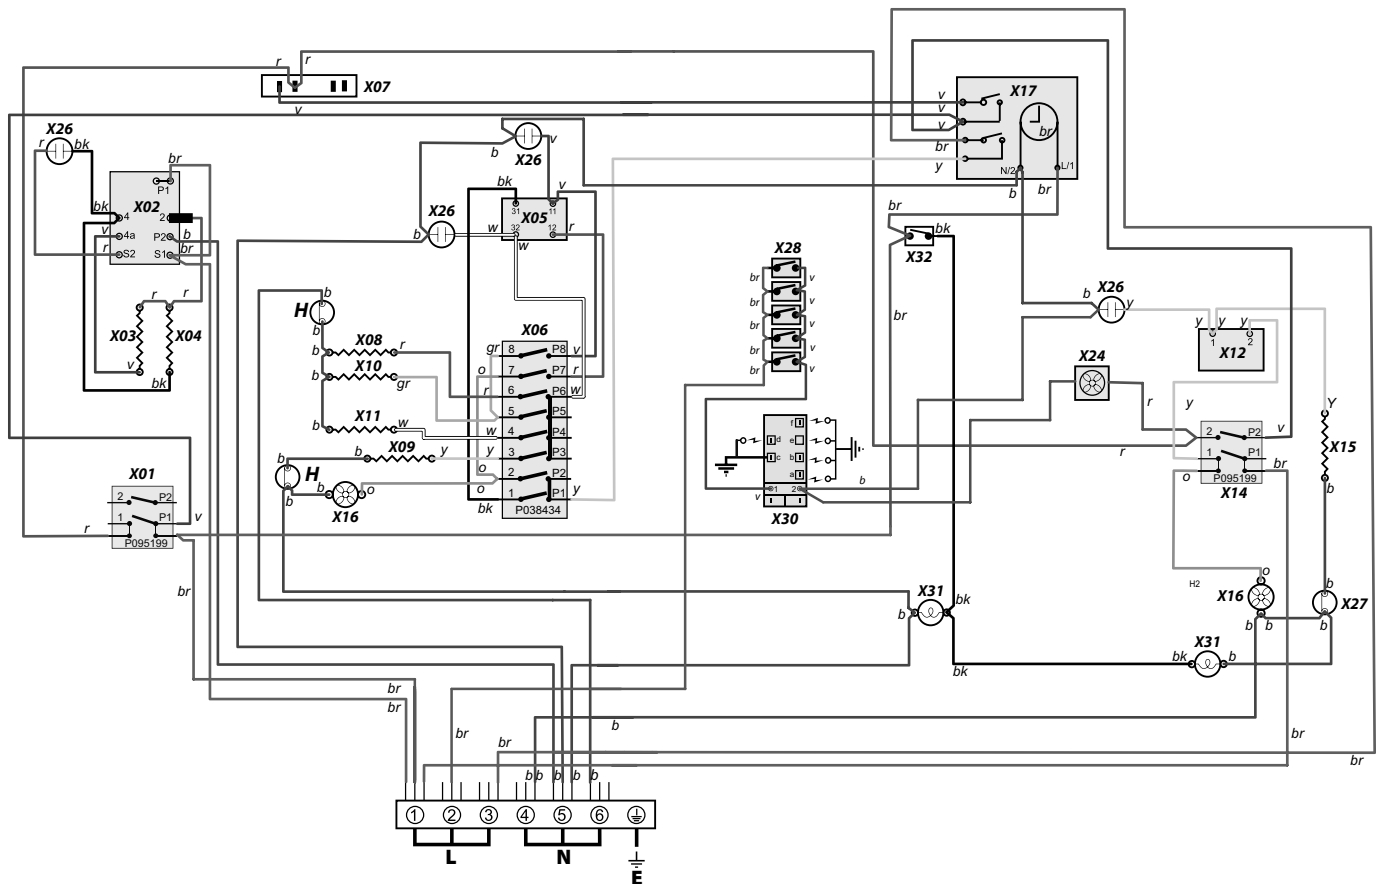 r
r
X07
v
X26
r
bk
br
P1
X02
bk
4
2
v
4a
P2
b
r
S2
S1
br
r
r
X03
X04
v
bk
X26
b
v
bk
v
31
11
X05
32
12
r
X26
b
w
w
v
X17
v
v
br
br
y
N/2
L/1
b
br
br
bk
X32
br
X28
br
v
br
v
br
v
br
v
br
v
X26
b
y
y
y
y
1
2
X12
X24
r
y
Y
X15
b
b
H
b
X08
b
r
X10
b
gr
X11
b
w
w
X09
b
y
y
b
H
b
b
o
X16
X06
gr
8
P8
v
o
7
P7
r
r
6
P6
w
5
P5
4
P4
3
P3
o
2
P2
o
1
P1
y
bk
P038434
f
d
e
c
b
a
1
2
v
b
X30
r
2
P2
v
1
P1
br
o
P095199
X14
X01
2
P2
1
P1
v
r
P095199
br
H2
o
X16
b
b
b
X27
b
X31
bk
b
bk
X31
bk
b
br
br
br
br
b
br
br
b
b
b
b
b
1
2
3
4
5
6
L
N
E